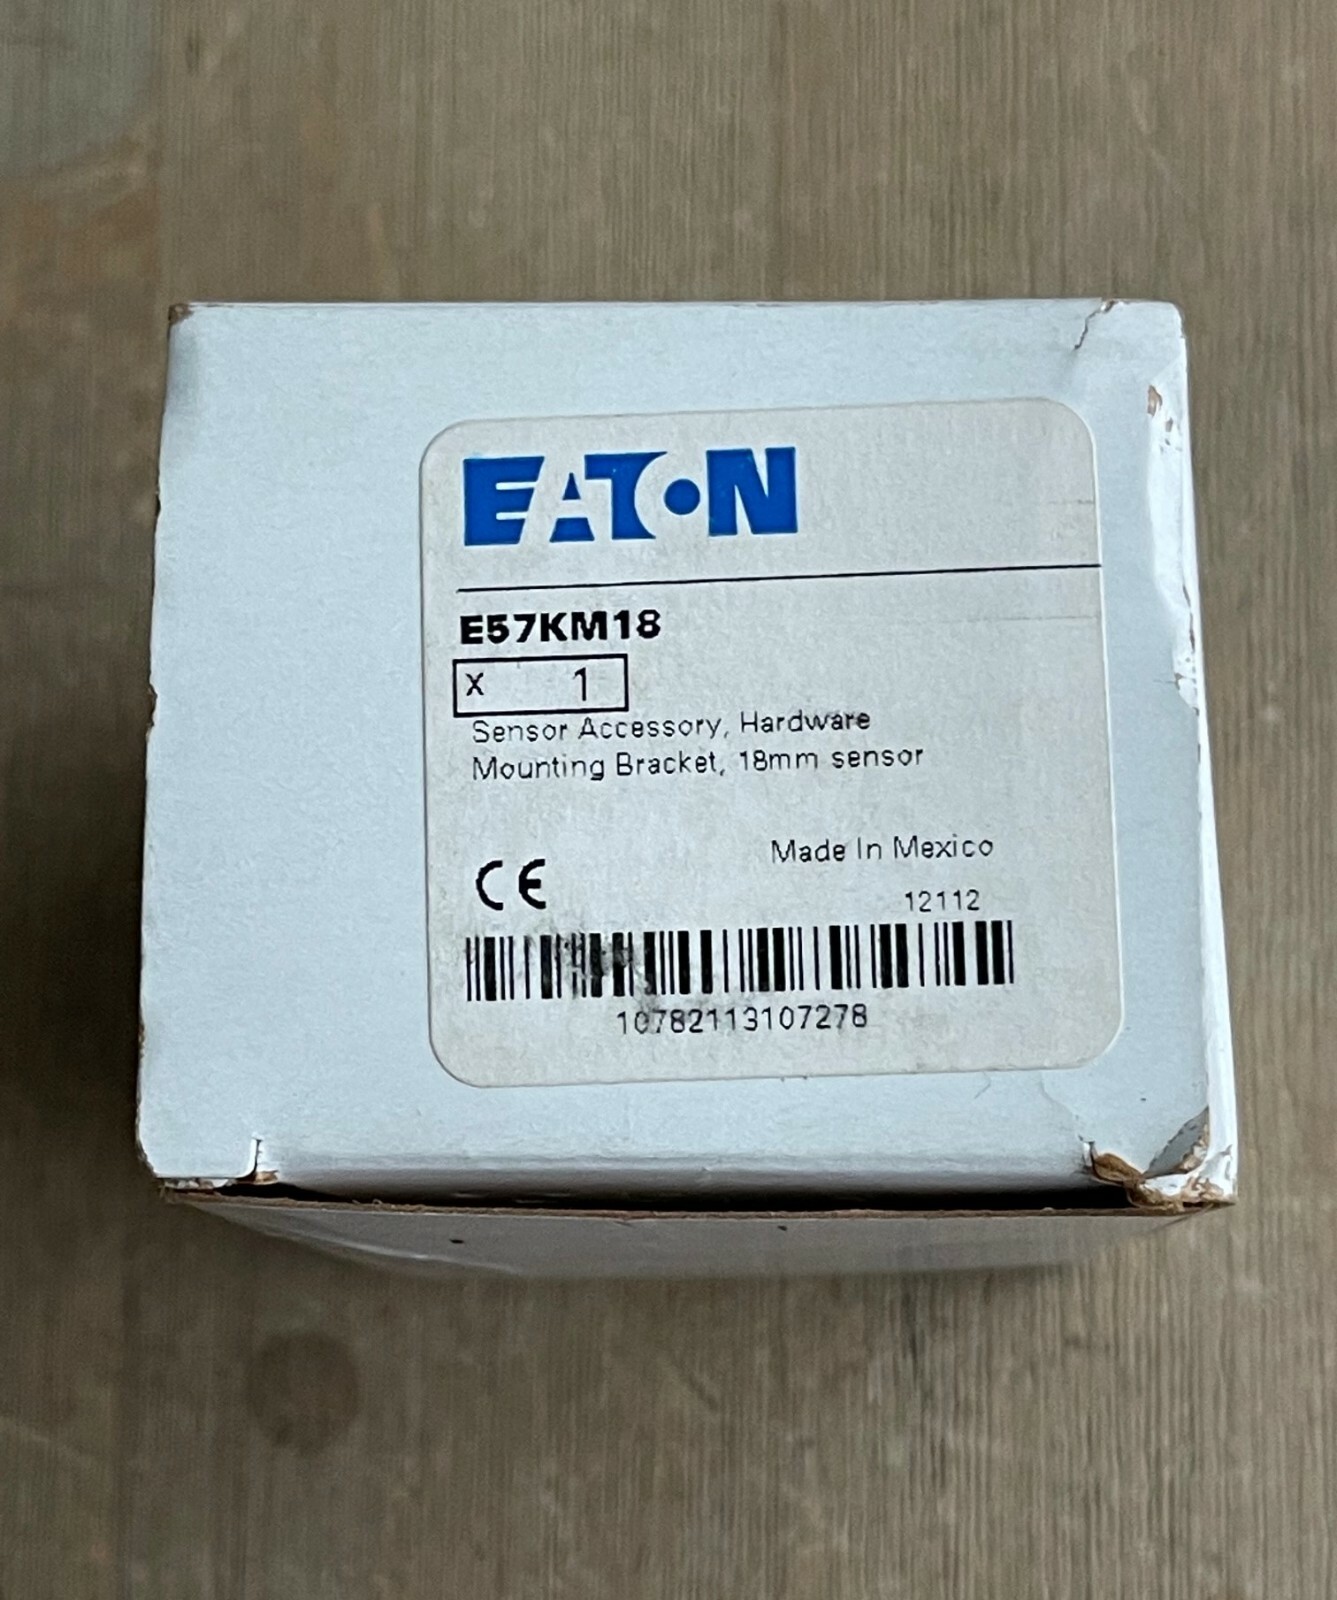 EATON
E57KM18
X 1
Sensor Accessory, Hardware
Mounting Bracket, 18mm sensor
Made In Mexico
CE
12112
10782113107278